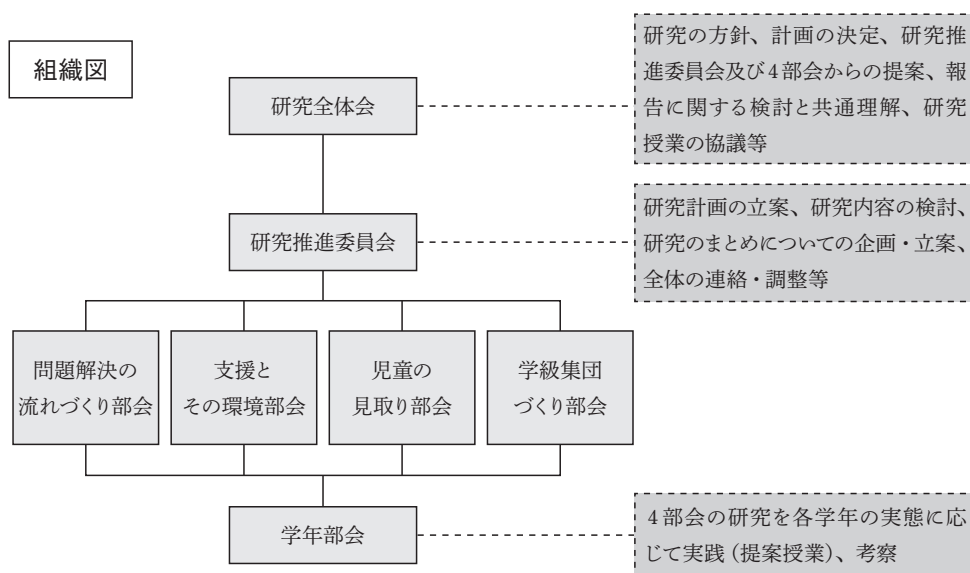 組織図
研究全体会
研究の方針、計画の決定、研究推
進委員会及び4部会からの提案、報
告に関する検討と共通理解、研究
授業の協議等
研究推進委員会
研究計画の立案、研究内容の検討、
研究のまとめについての企画・立案、
全体の連絡・調整等
問題解決の
流れづくり部会
支援と
その環境部会
児童の
見取り部会
学級集団
づくり部会
学年部会
4部会の研究を各学年の実態に応
じて実践（提案授業）、考察